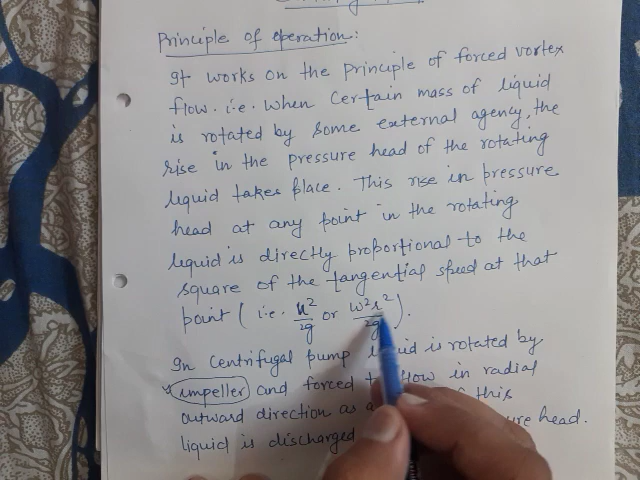 Principle of operation:
It works on the principle of forced vortex
flow. i.e. when certain mass of liquid
is rotated by some external agency, the
rise in the pressure head of the rotating
liquid takes place. This rise in pressure
head at any point in the rotating
liquid is directly proportional to the
square of the tangential speed at that
point ( i.e. u²/2g or ω²r²/2g ).
In centrifugal pump liquid is rotated by
impeller and forced to flow in radial
outward direction as a this
liquid is discharged head.